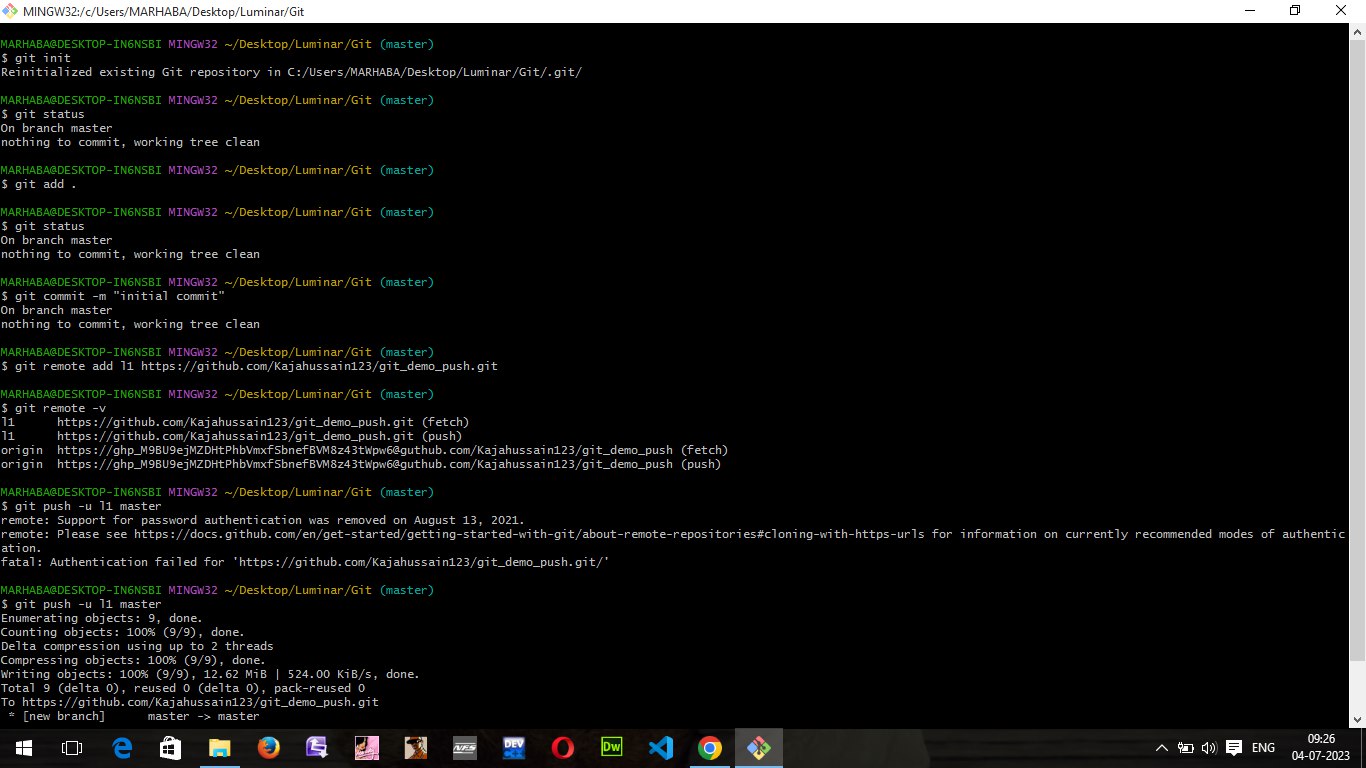 MINGW32:/c/Users/MARHABA/Desktop/Luminar/Git
MARHABA@DESKTOP-IN6NSBI MINGW32 ~/Desktop/Luminar/Git (master)
$ git init
Reinitialized existing Git repository in C:/Users/MARHABA/Desktop/Luminar/Git/.git/
MARHABA@DESKTOP-IN6NSBI MINGW32 ~/Desktop/Luminar/Git (master)
$ git status
On branch master
nothing to commit, working tree clean
MARHABA@DESKTOP-IN6NSBI MINGW32 ~/Desktop/Luminar/Git (master)
$ git add .
MARHABA@DESKTOP-IN6NSBI MINGW32 ~/Desktop/Luminar/Git (master)
$ git status
On branch master
nothing to commit, working tree clean
MARHABA@DESKTOP-IN6NSBI MINGW32 ~/Desktop/Luminar/Git (master)
$ git commit -m "initial commit"
On branch master
nothing to commit, working tree clean
MARHABA@DESKTOP-IN6NSBI MINGW32 ~/Desktop/Luminar/Git (master)
$ git remote add l1 https://github.com/Kajahussain123/git_demo_push.git
MARHABA@DESKTOP-IN6NSBI MINGW32 ~/Desktop/Luminar/Git (master)
$ git remote -v
l1 https://github.com/Kajahussain123/git_demo_push.git (fetch)
l1 https://github.com/Kajahussain123/git_demo_push.git (push)
origin https://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@guthub.com/Kajahussain123/git_demo_push (fetch)
origin https://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@guthub.com/Kajahussain123/git_demo_push (push)
MARHABA@DESKTOP-IN6NSBI MINGW32 ~/Desktop/Luminar/Git (master)
$ git push -u l1 master
remote: Support for password authentication was removed on August 13, 2021.
remote: Please see https://docs.github.com/en/get-started/getting-started-with-git/about-remote-repositories#cloning-with-https-urls for information on currently recommended modes of authentic
ation.
fatal: Authentication failed for 'https://github.com/Kajahussain123/git_demo_push.git/'
MARHABA@DESKTOP-IN6NSBI MINGW32 ~/Desktop/Luminar/Git (master)
$ git push -u l1 master
Enumerating objects: 9, done.
Counting objects: 100% (9/9), done.
Delta compression using up to 2 threads
Compressing objects: 100% (9/9), done.
Writing objects: 100% (9/9), 12.62 MiB | 524.00 KiB/s, done.
Total 9 (delta 0), reused 0 (delta 0), pack-reused 0
To https://github.com/Kajahussain123/git_demo_push.git
* [new branch] master -> master
NFS
DEV
Dw
ENG
09:26
04-07-2023